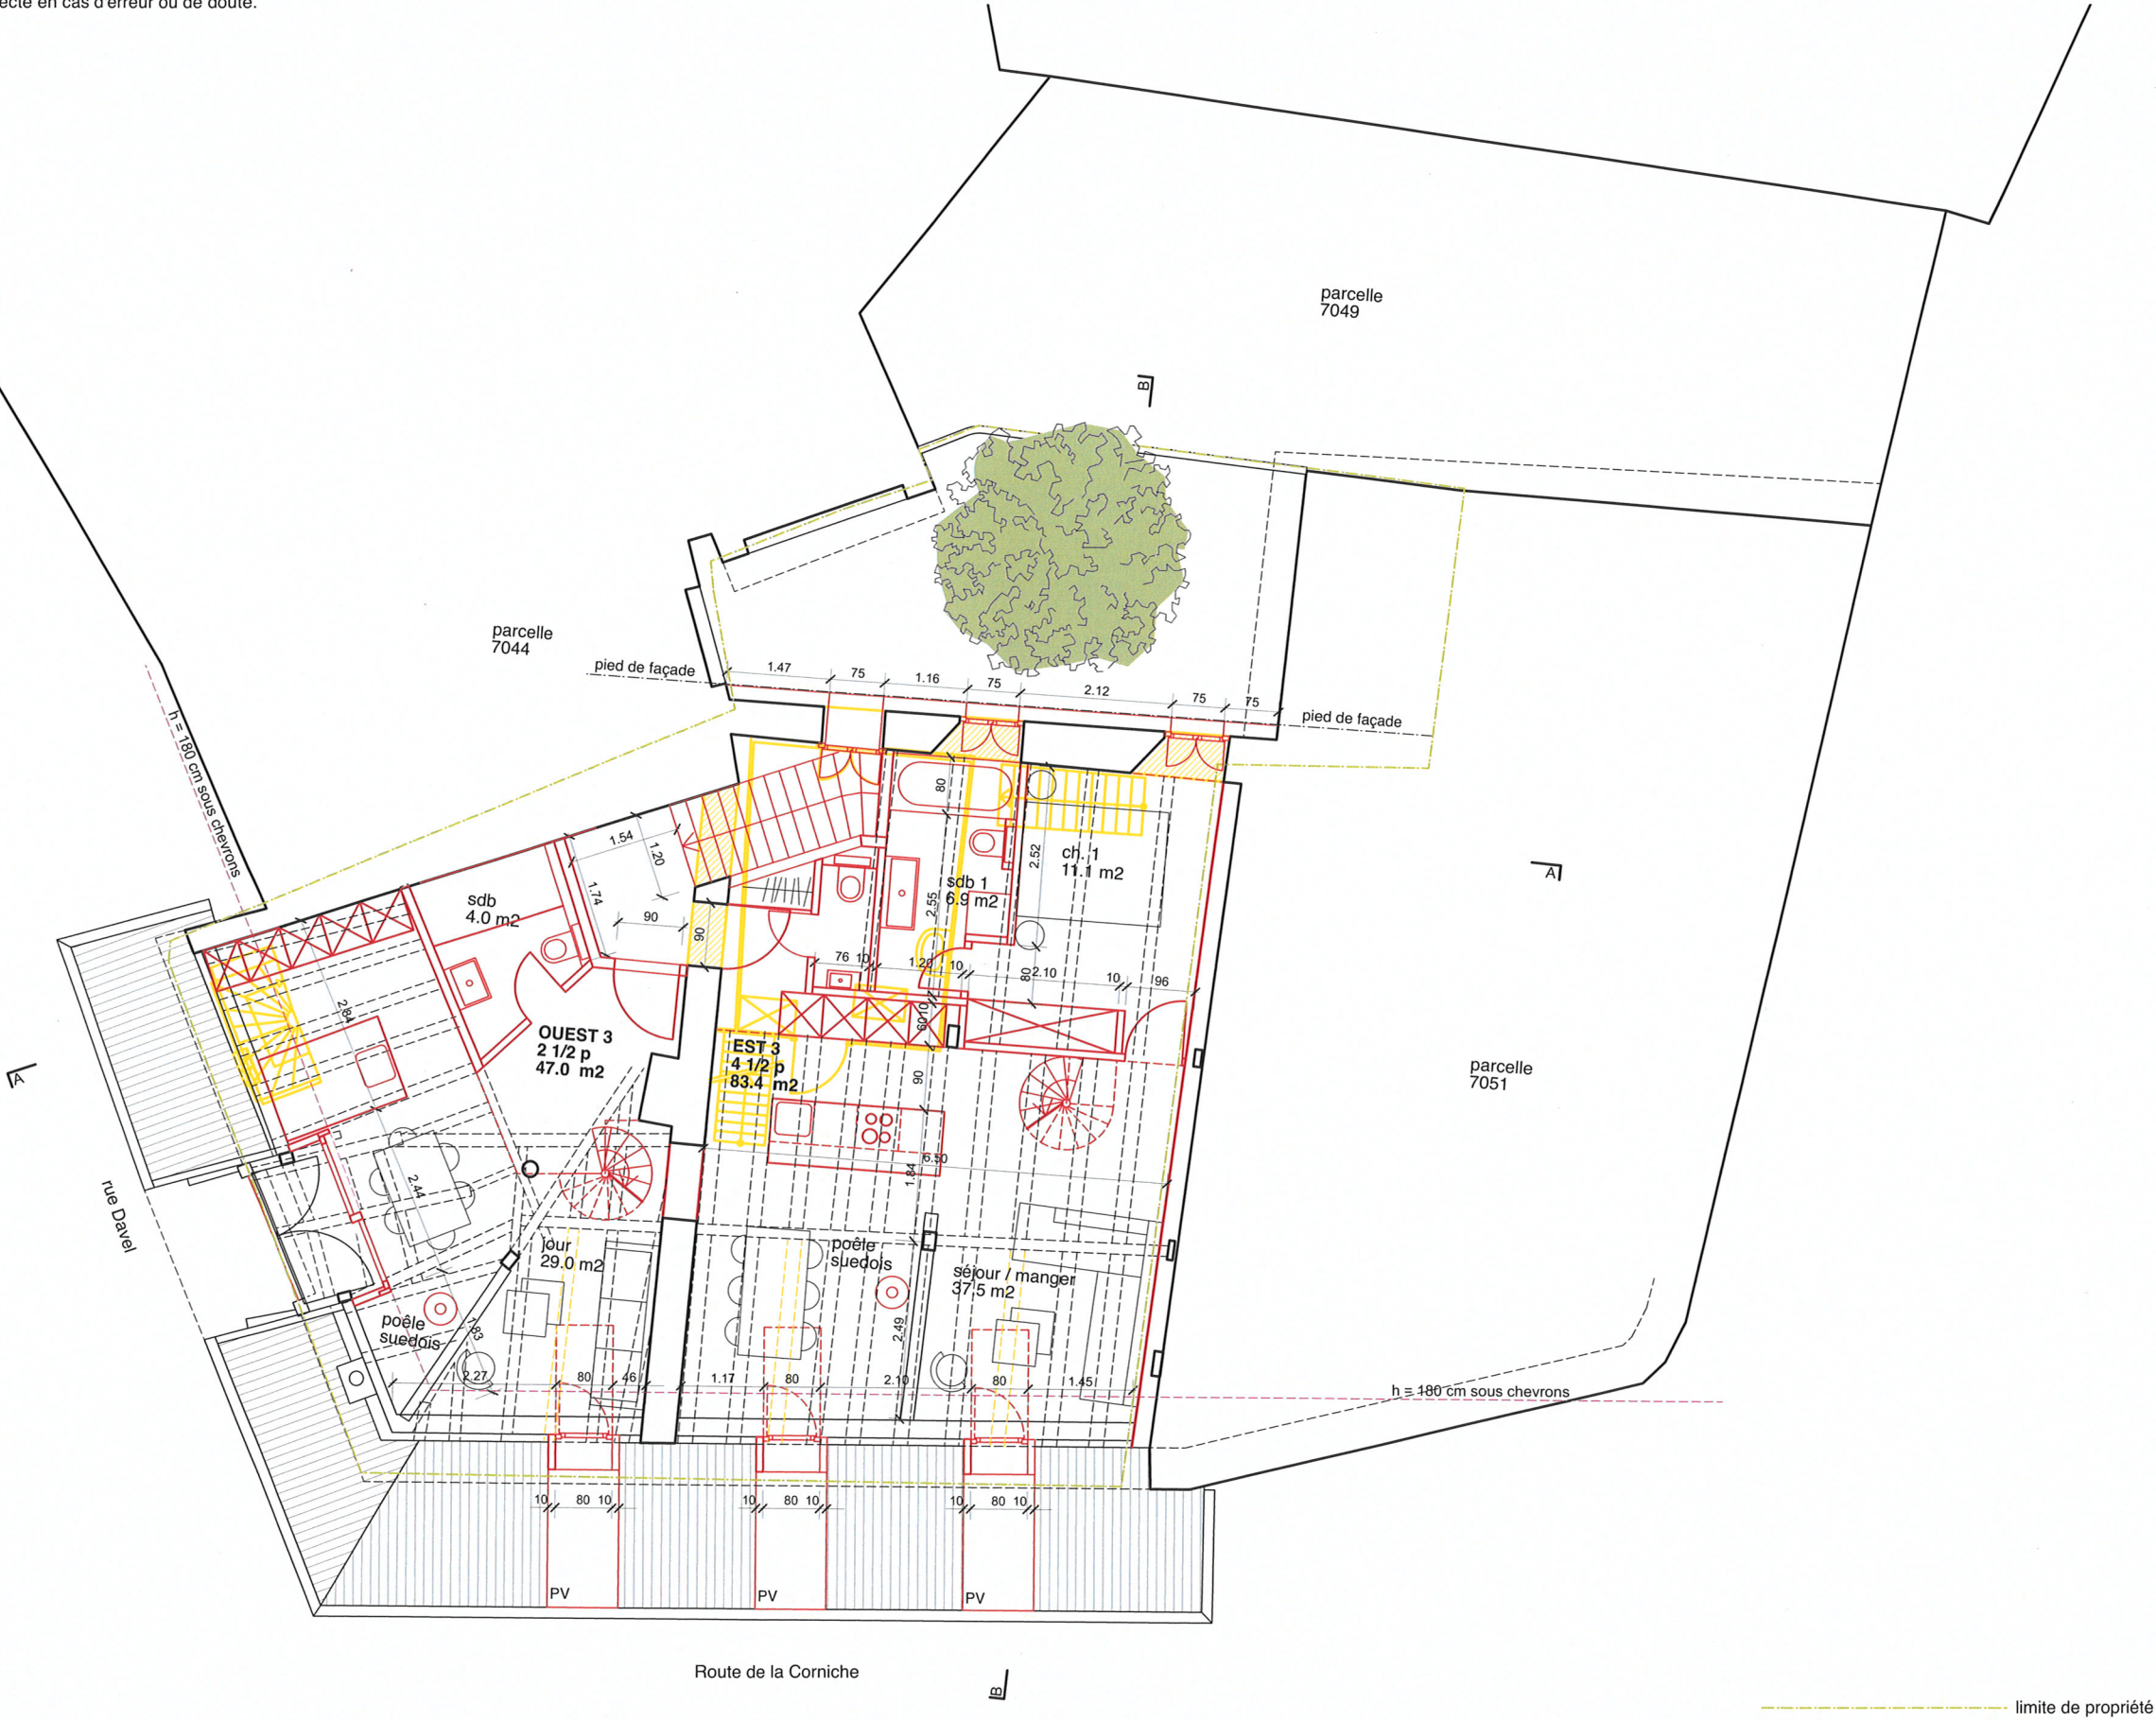 ecte en cas d'erreur ou de doute.
parcelle
7049
B
parcelle
7044
pied de façade
1.47
75
1.16
75
2.12
75
75
pied de façade
h = 180 cm sous chevrons
80
1.54
1.20
2.52
ch. 1
11.1 m2
A
sdb
4.0 m2
1.74
sdb 1
6.9 m2
2.55
90
90
76
10
1.20
10
80
2.10
10
96
2.84
OUEST 3
2 1/2 p
47.0 m2
60
10
EST 3
4 1/2 p
83.4 m2
90
A
parcelle
7051
6.50
1.84
rue Davel
2.44
jour
29.0 m2
poêle
suedois
séjour / manger
37.5 m2
poêle
suedois
1.83
2.49
2.27
80
46
1.17
80
2.10
80
1.45
h = 180 cm sous chevrons
10
80
10
10
80
10
10
80
10
PV
PV
PV
Route de la Corniche
B
limite de propriété